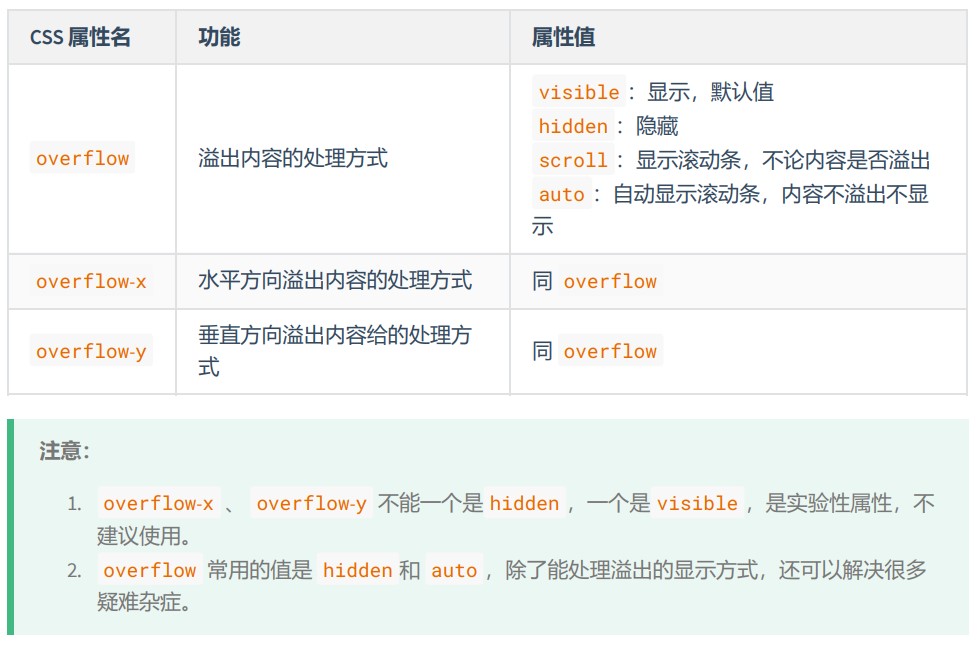 CSS 属性名 功能 属性值
visible：显示，默认值
hidden：隐藏
overflow 溢出内容的处理方式 scroll：显示滚动条，不论内容是否溢出
auto：自动显示滚动条，内容不溢出不显
示
overflow-x 水平方向溢出内容的处理方式 同 overflow
垂直方向溢出内容给的处理方
overflow-y 同 overflow
式
注意：
1. overflow-x 、 overflow-y 不能一个是 hidden ，一个是 visible ，是实验性属性，不
建议使用。
2. overflow 常用的值是 hidden 和 auto ，除了能处理溢出的显示方式，还可以解决很多
疑难杂症。